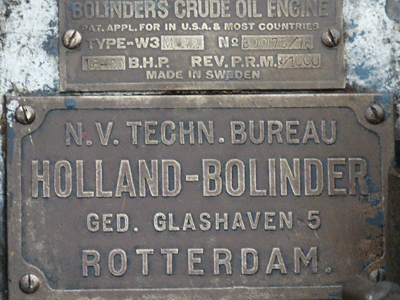 BOLINDERS CRUDE OIL ENGINE
PAT. APPL. FOR IN U.S.A. & MOST COUNTRIES
TYPE-W3 No
B.H.P. REV. P.R.M.
MADE IN SWEDEN
N.V. TECHN. BUREAU
HOLLAND-BOLINDER
GED. GLASHAVEN 5
ROTTERDAM.